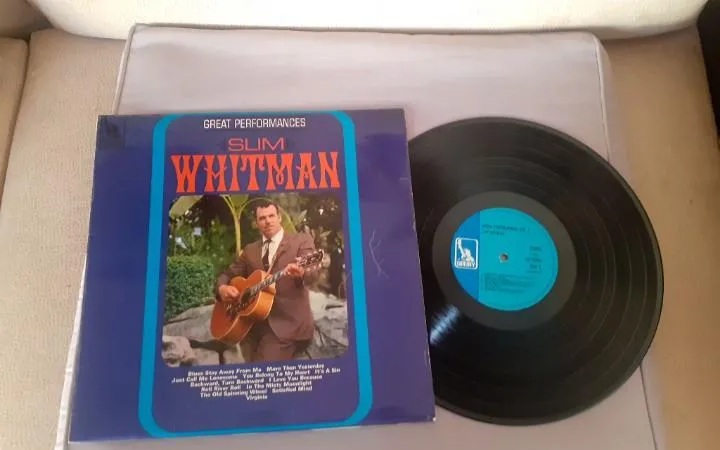 GREAT PERFORMANCES
SLIM
WHITMAN
Blues Stay Away From Me More Than Yesterday
Just Call Me Lonesome You Belong To My Heart It's A Sin
Backward, Turn Backward I Love You Because
Roll River Roll In The Misty Moonlight
The Old Spinning Wheel Satisfied Mind
Virginia
LIBERTY